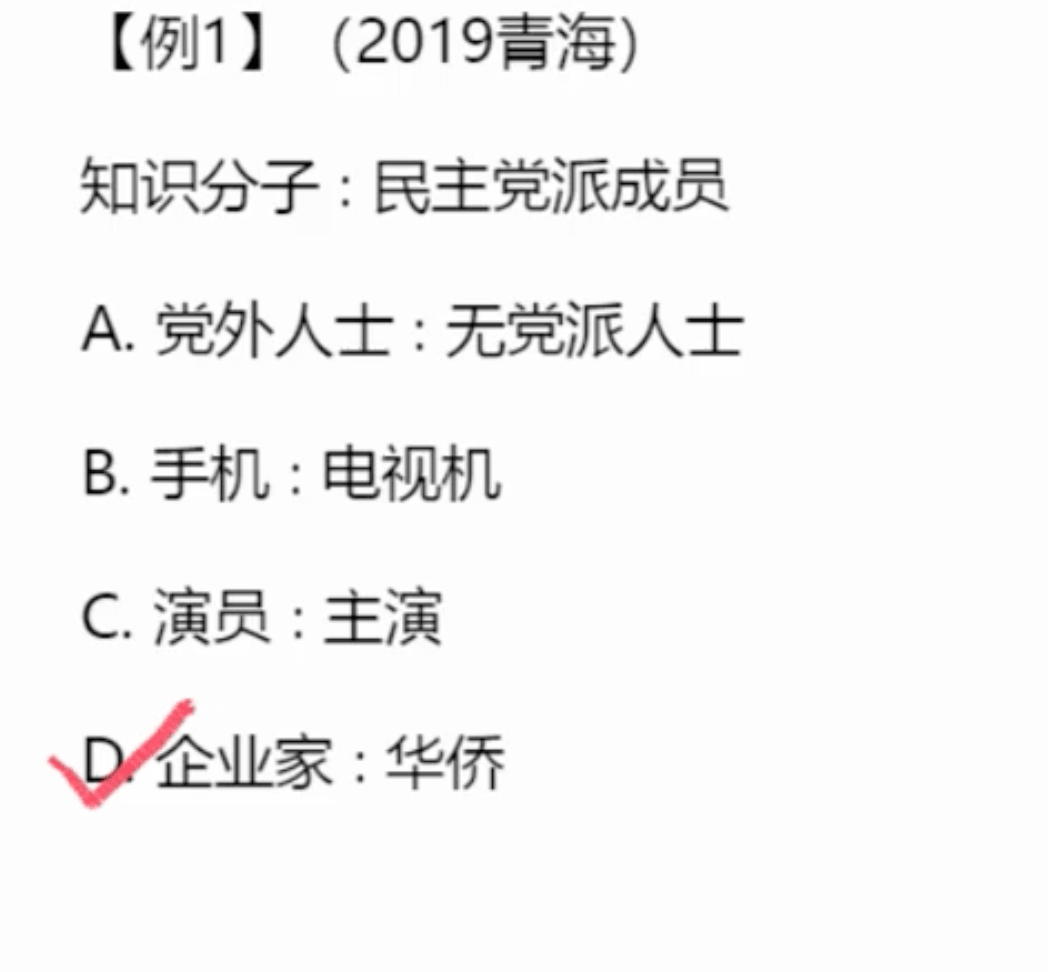 【例1】（2019青海）
知识分子：民主党派成员
A. 党外人士：无党派人士
B. 手机：电视机
C. 演员：主演
D. 企业家：华侨